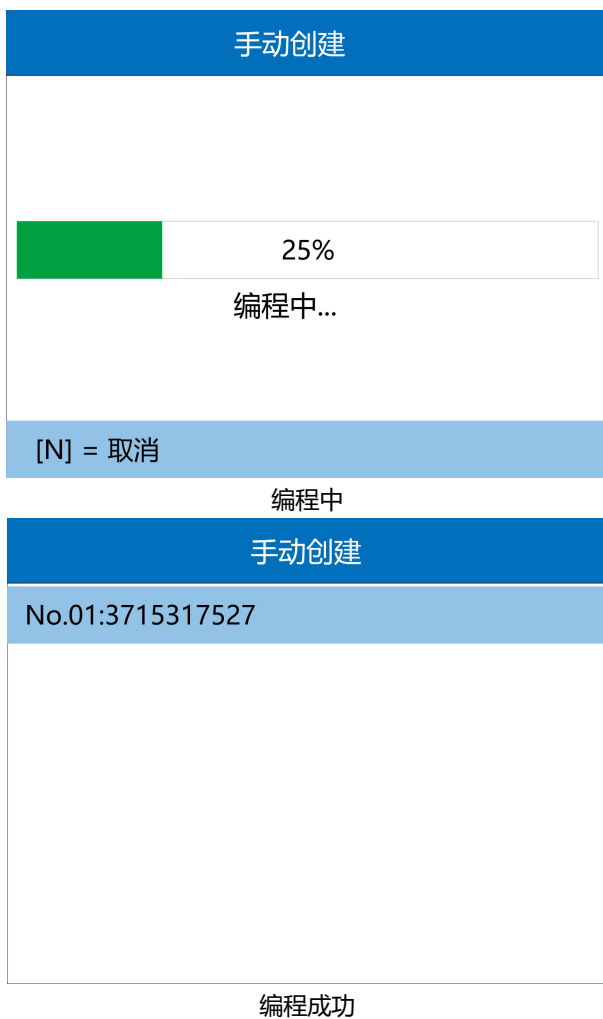 手动创建
25%
编程中...
[N] = 取消
编程中
手动创建
No.01:3715317527
编程成功